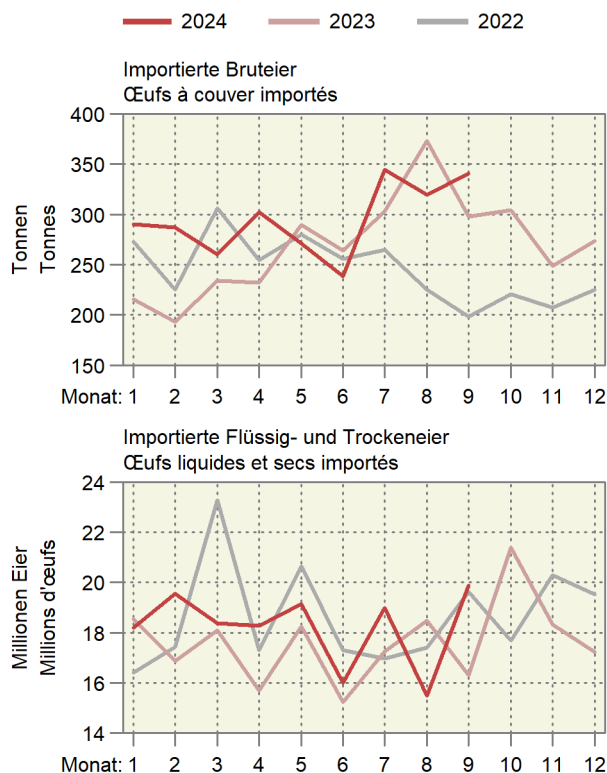 2024 2023 2022
Importierte Bruteier
Œufs à couver importés
Tonnen
Tonnes
400
350
300
250
200
150
Monat: 1 2 3 4 5 6 7 8 9 10 11 12
Importierte Flüssig- und Trockeneier
Œufs liquides et secs importés
Millionen Eier
Millions d'œufs
24
22
20
18
16
14
Monat: 1 2 3 4 5 6 7 8 9 10 11 12